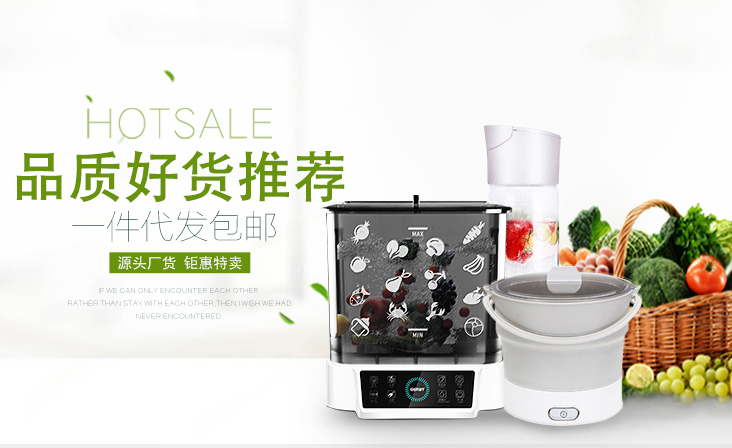 HOTSALE
品质好货推荐
一件代发包邮
源头厂货 钜惠特卖
IF WE CAN ONLY ENCOUNTER EACH OTHER
RATHER THAN STAY WITH EACH OTHER,THEN I WISH WE HAD
NEVER ENCOUNTERED
MAX
MIN